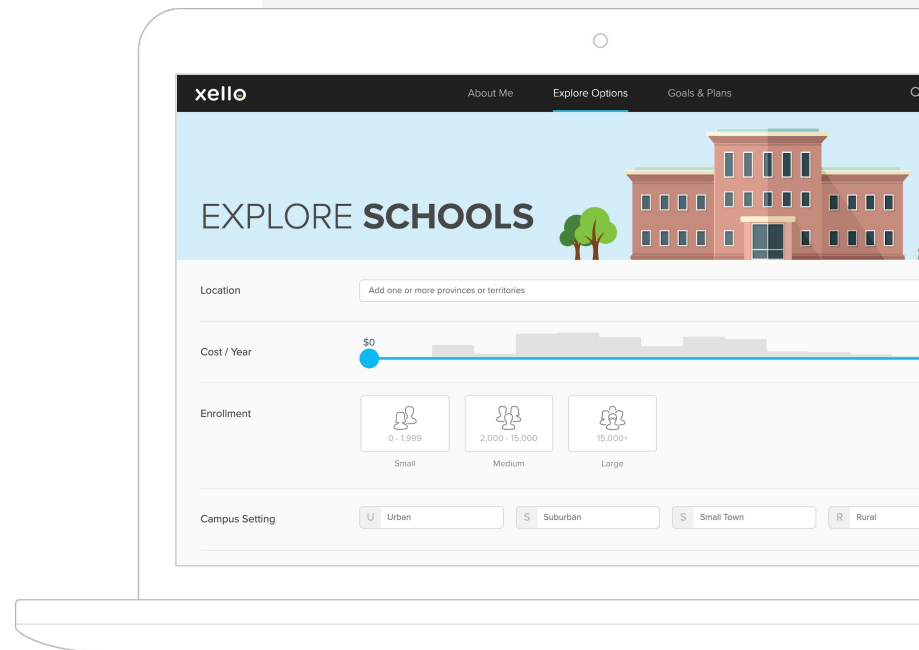 xello
About Me Explore Options Goals & Plans
EXPLORE SCHOOLS
Location Add one or more provinces or territories
Cost / Year $0
Enrollment
0 - 1,999 2,000 - 15,000 15,000+
Small Medium Large
Campus Setting U Urban S Suburban S Small Town R Rural